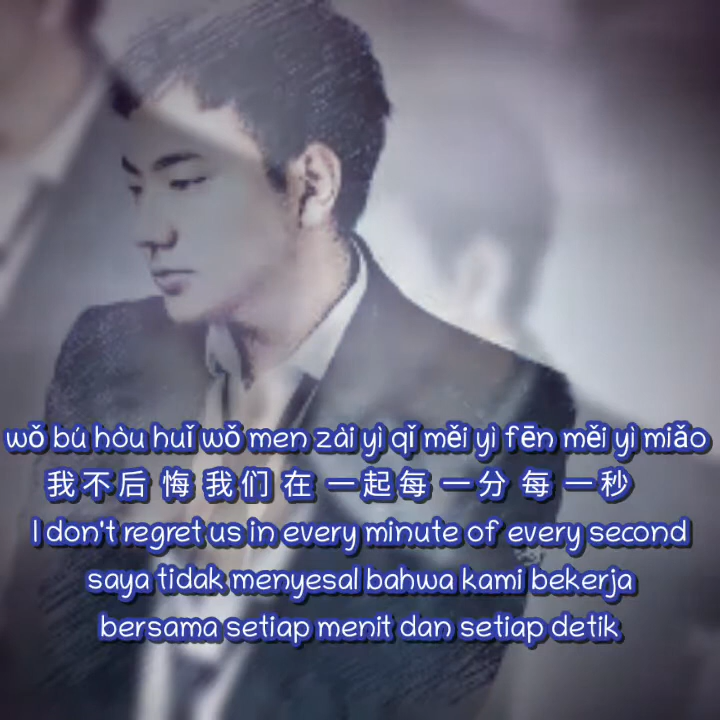 wǒ bú hòu huǐ wǒ men zài yì qǐ měi yì fēn měi yì miǎo
我不后 悔 我们 在 一起每 一分 每 一秒
I don't regret us in every minute of every second
saya tidak menyesal bahwa kami bekerja
bersama setiap menit dan setiap detik